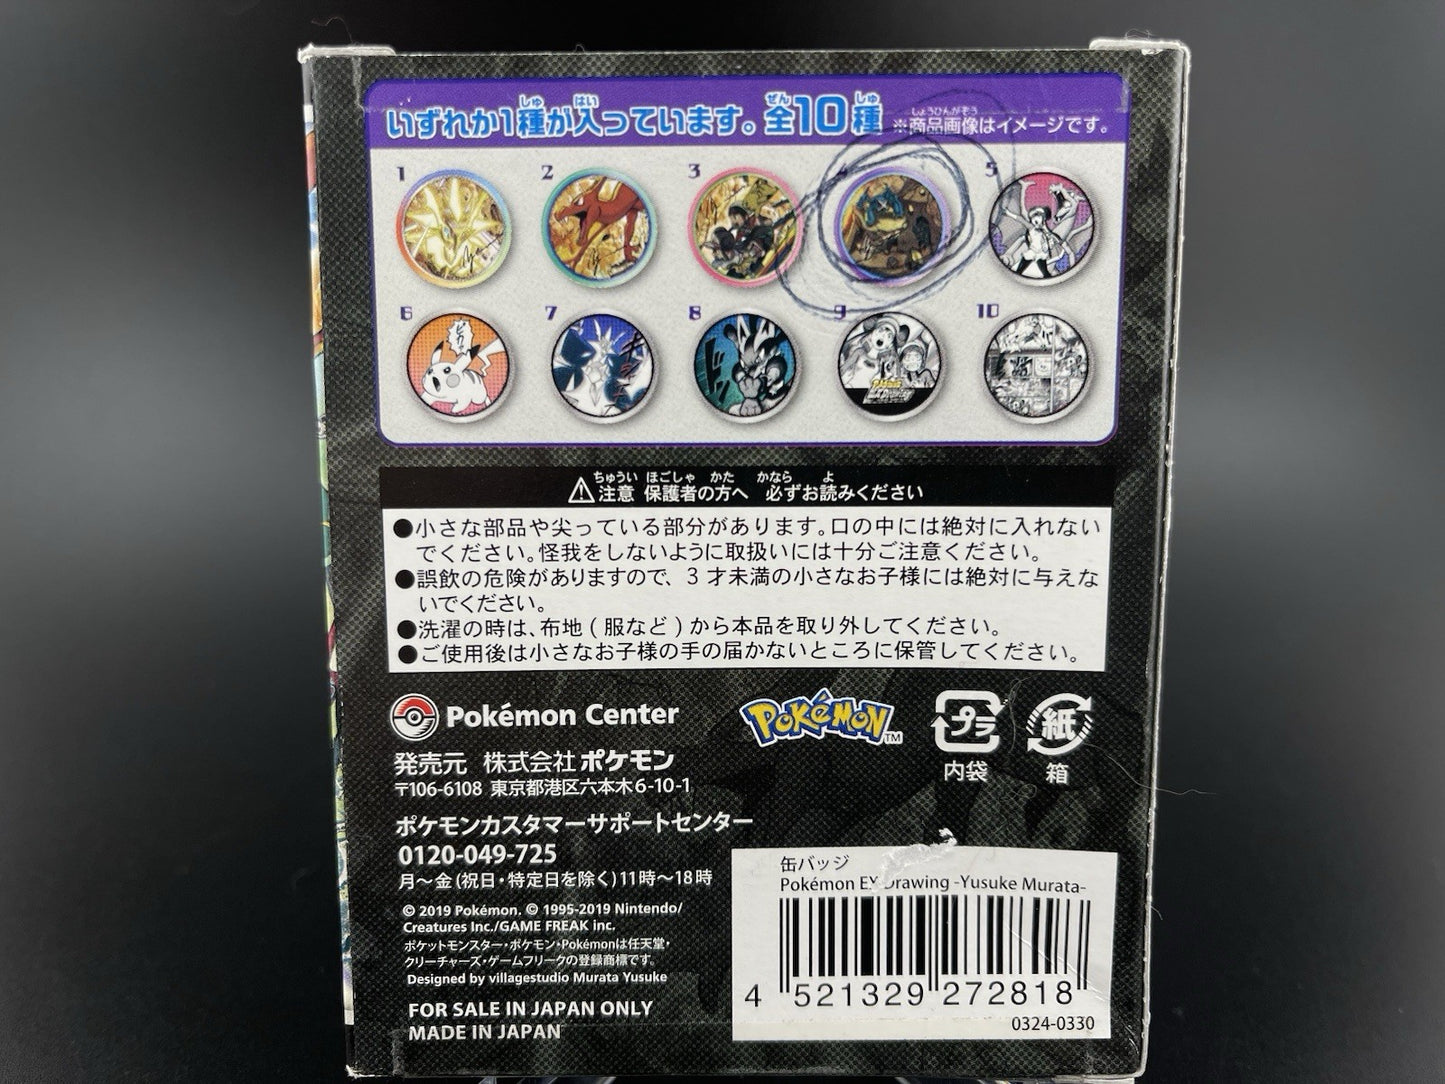 いずれか1種が入っています。全10種 ※商品画像はイメージです。
1 2 3 4 5
6 7 8 9 10
⚠注意 保護者の方へ 必ずお読みください
●小さな部品や尖っている部分があります。口の中には絶対に入れない
でください。怪我をしないように取扱いには十分ご注意ください。
●誤飲の危険がありますので、3才未満の小さなお子様には絶対に与えな
いでください。
●洗濯の時は、布地(服など)から本品を取り外してください。
●ご使用後は小さなお子様の手の届かないところに保管してください。
Pokémon Center
POKéMON TM
プラ 紙
内袋 箱
発売元 株式会社ポケモン
〒106-6108 東京都港区六本木6-10-1
ポケモンカスタマーサポートセンター
0120-049-725
月～金(祝日・特定日を除く)11時～18時
© 2019 Pokémon. © 1995-2019 Nintendo/
Creatures Inc./GAME FREAK inc.
ポケットモンスター・ポケモン・Pokémonは任天堂・
クリーチャーズ・ゲームフリークの登録商標です。
Designed by villagestudio Murata Yusuke
FOR SALE IN JAPAN ONLY
MADE IN JAPAN
缶バッジ
Pokémon EX Drawing -Yusuke Murata-
4 521329 272818
0324-0330